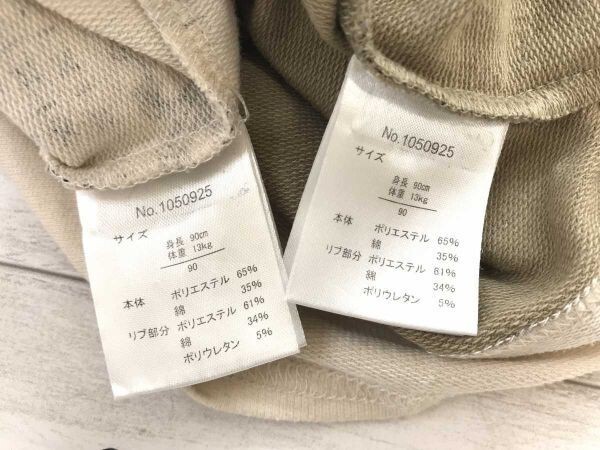 No.1050925
サイズ
身長 90cm
体重 13kg
90
本体 ポリエステル 65%
綿 35%
リブ部分 ポリエステル 61%
綿 34%
ポリウレタン 5%
No.1050925
サイズ
身長 90cm
体重 13kg
90
本体 ポリエステル 65%
綿 35%
リブ部分 ポリエステル 61%
綿 34%
ポリウレタン 5%